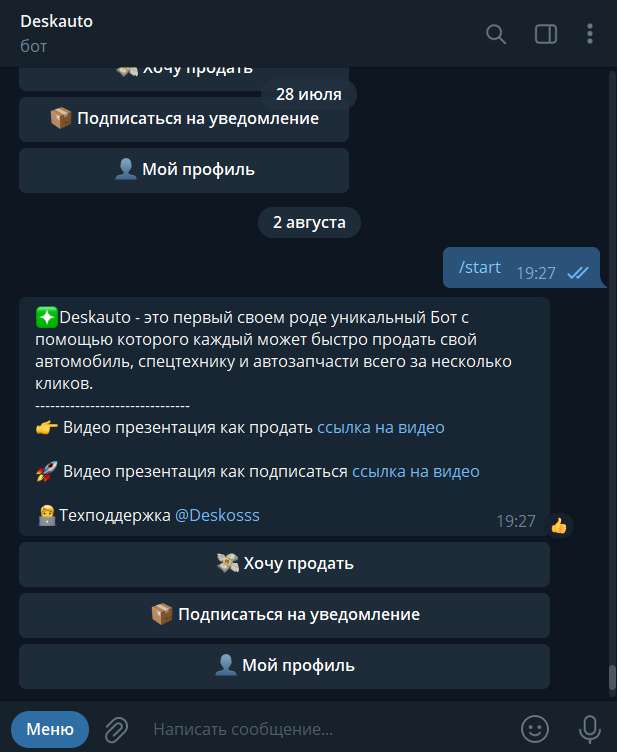 Deskauto
бот
Хочу продать
28 июля
Подписаться на уведомление
Мой профиль
2 августа
/start 19:27
Deskauto - это первый своем роде уникальный Бот с
помощью которого каждый может быстро продать свой
автомобиль, спецтехнику и автозапчасти всего за несколько
кликов.
-------------------------------
Видео презентация как продать ссылка на видео
Видео презентация как подписаться ссылка на видео
Техподдержка @Deskosss
19:27
Хочу продать
Подписаться на уведомление
Мой профиль
Меню
Написать сообщение...